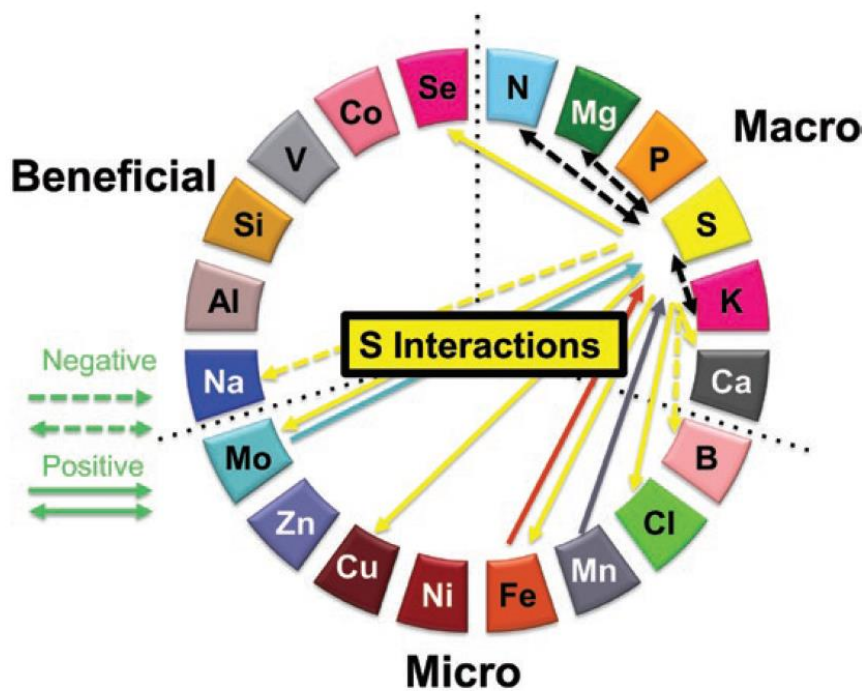 Se
N
Co
Mg
Macro
V
P
Beneficial
Si
S
Al
K
S Interactions
Negative
Na
Ca
Positive
Mo
B
Zn
Cl
Cu
Mn
Ni
Fe
Micro